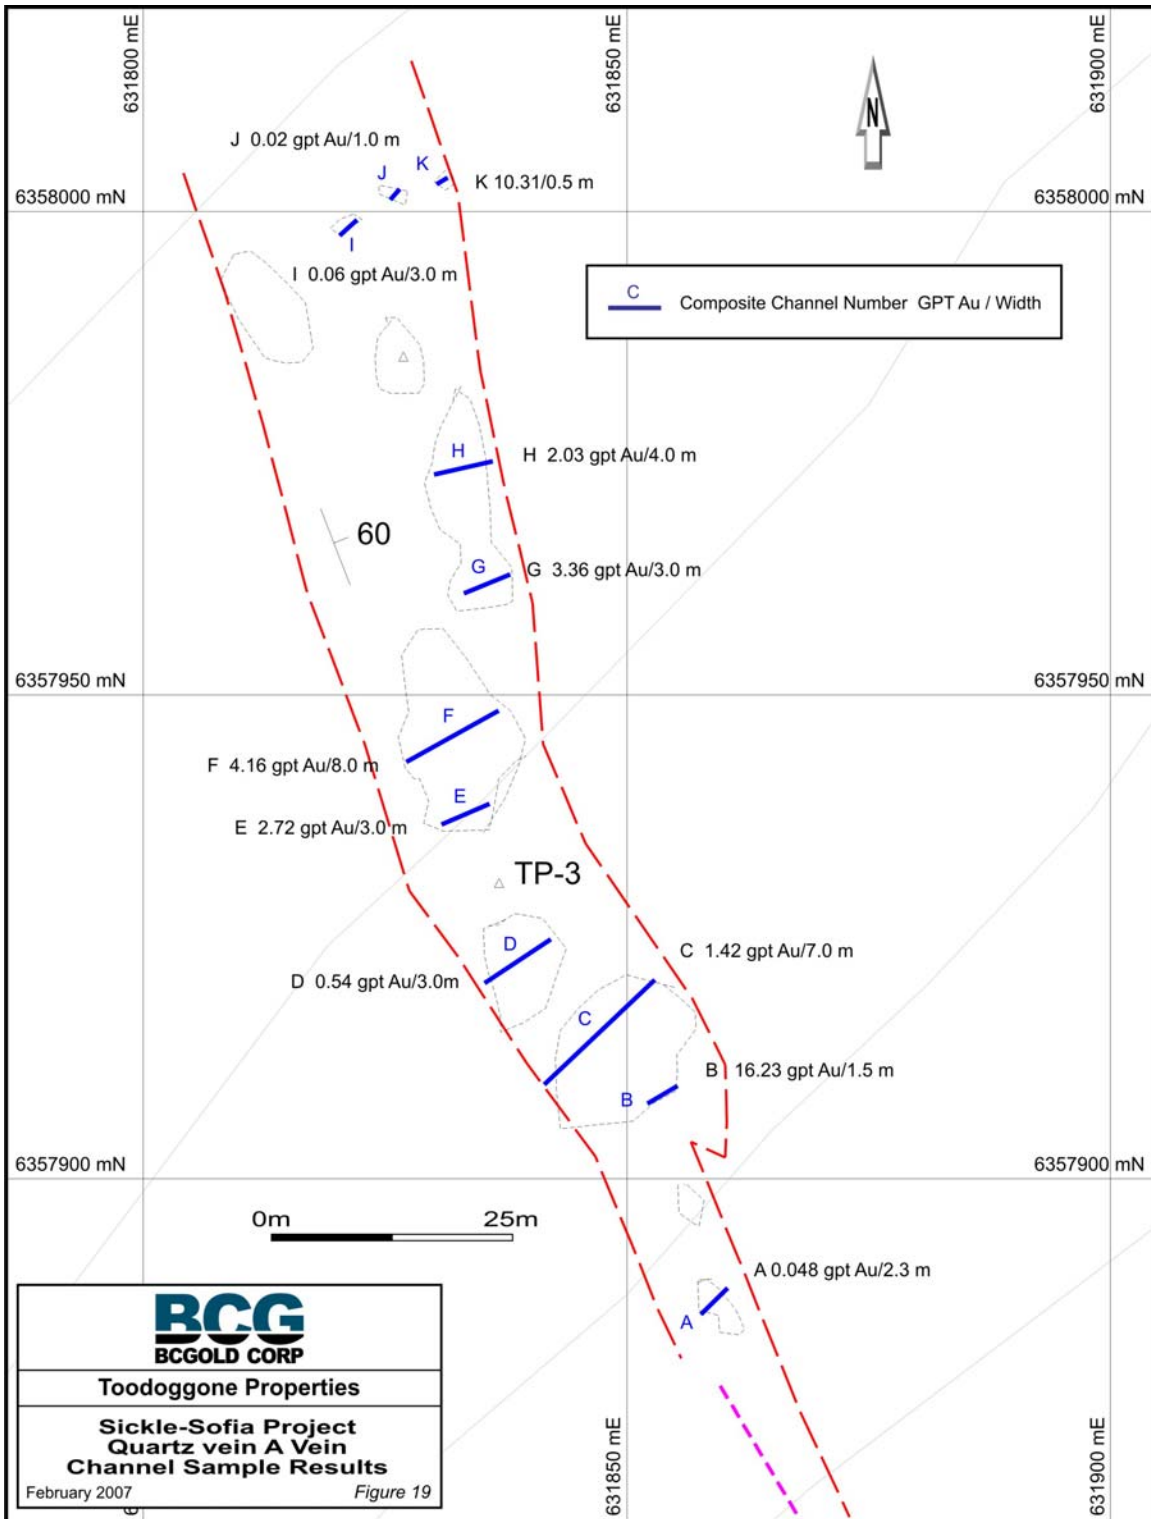 631800 mE
631850 mE
631900 mE
N
J 0.02 gpt Au/1.0 m
J
K
K 10.31/0.5 m
6358000 mN
6358000 mN
I
I 0.06 gpt Au/3.0 m
C
Composite Channel Number GPT Au / Width
H
H 2.03 gpt Au/4.0 m
60
G
G 3.36 gpt Au/3.0 m
6357950 mN
6357950 mN
F
F 4.16 gpt Au/8.0 m
E
E 2.72 gpt Au/3.0 m
TP-3
D
D 0.54 gpt Au/3.0m
C 1.42 gpt Au/7.0 m
C
B 16.23 gpt Au/1.5 m
B
6357900 mN
6357900 mN
0m
25m
A 0.048 gpt Au/2.3 m
A
BCG
BCGOLD CORP
Toodoggone Properties
Sickle-Sofia Project
Quartz vein A Vein
Channel Sample Results
February 2007
Figure 19
631850 mE
631900 mE